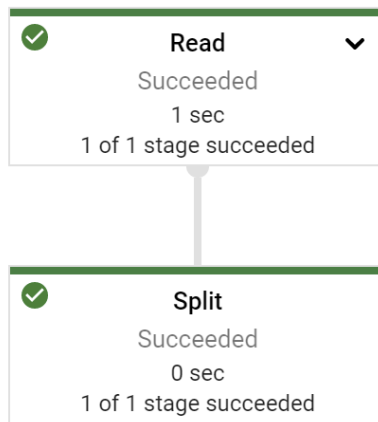 Read
Succeeded
1 sec
1 of 1 stage succeeded
Split
Succeeded
0 sec
1 of 1 stage succeeded